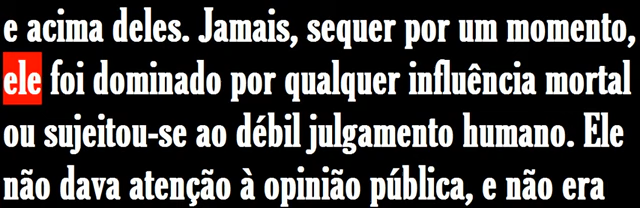 e acima deles. Jamais, sequer por um momento,
ele foi dominado por qualquer influência mortal
ou sujeitou-se ao débil julgamento humano. Ele
não dava atenção à opinião pública, e não era